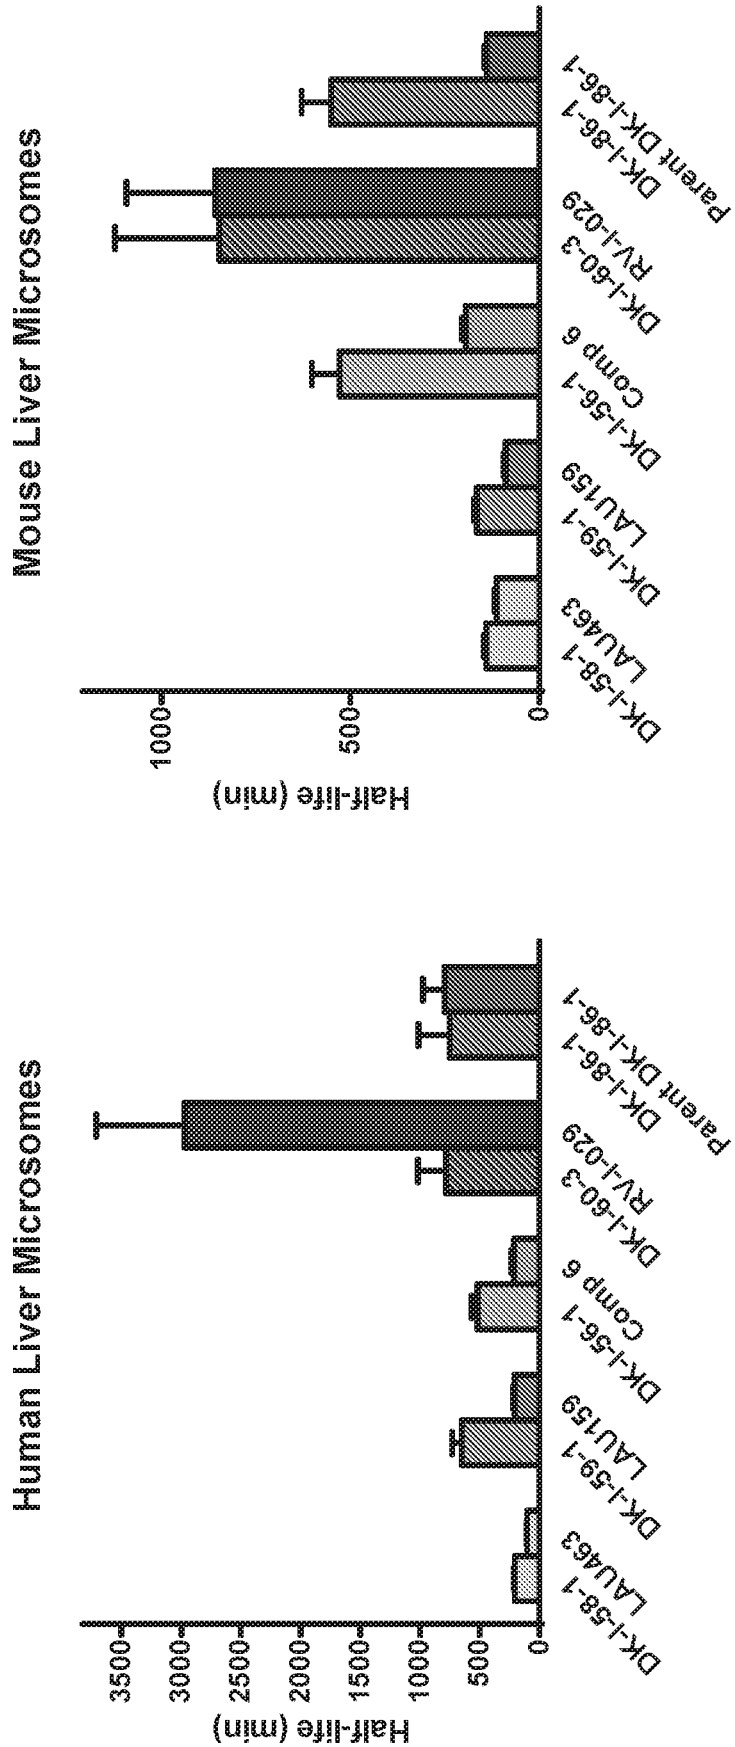 Human Liver Microsomes
Half-life (min)
3500
3000
2500
2000
1500
1000
500
0
DK-I-58-1
LAU463
DK-I-59-1
LAU159
DK-I-56-1
Comp 6
DK-I-60-3
RV-I-029
DK-I-86-1
Parent DK-I-86-1
Mouse Liver Microsomes
Half-life (min)
1000
500
0
DK-I-58-1
LAU463
DK-I-59-1
LAU159
DK-I-56-1
Comp 6
DK-I-60-3
RV-I-029
DK-I-86-1
Parent DK-I-86-1